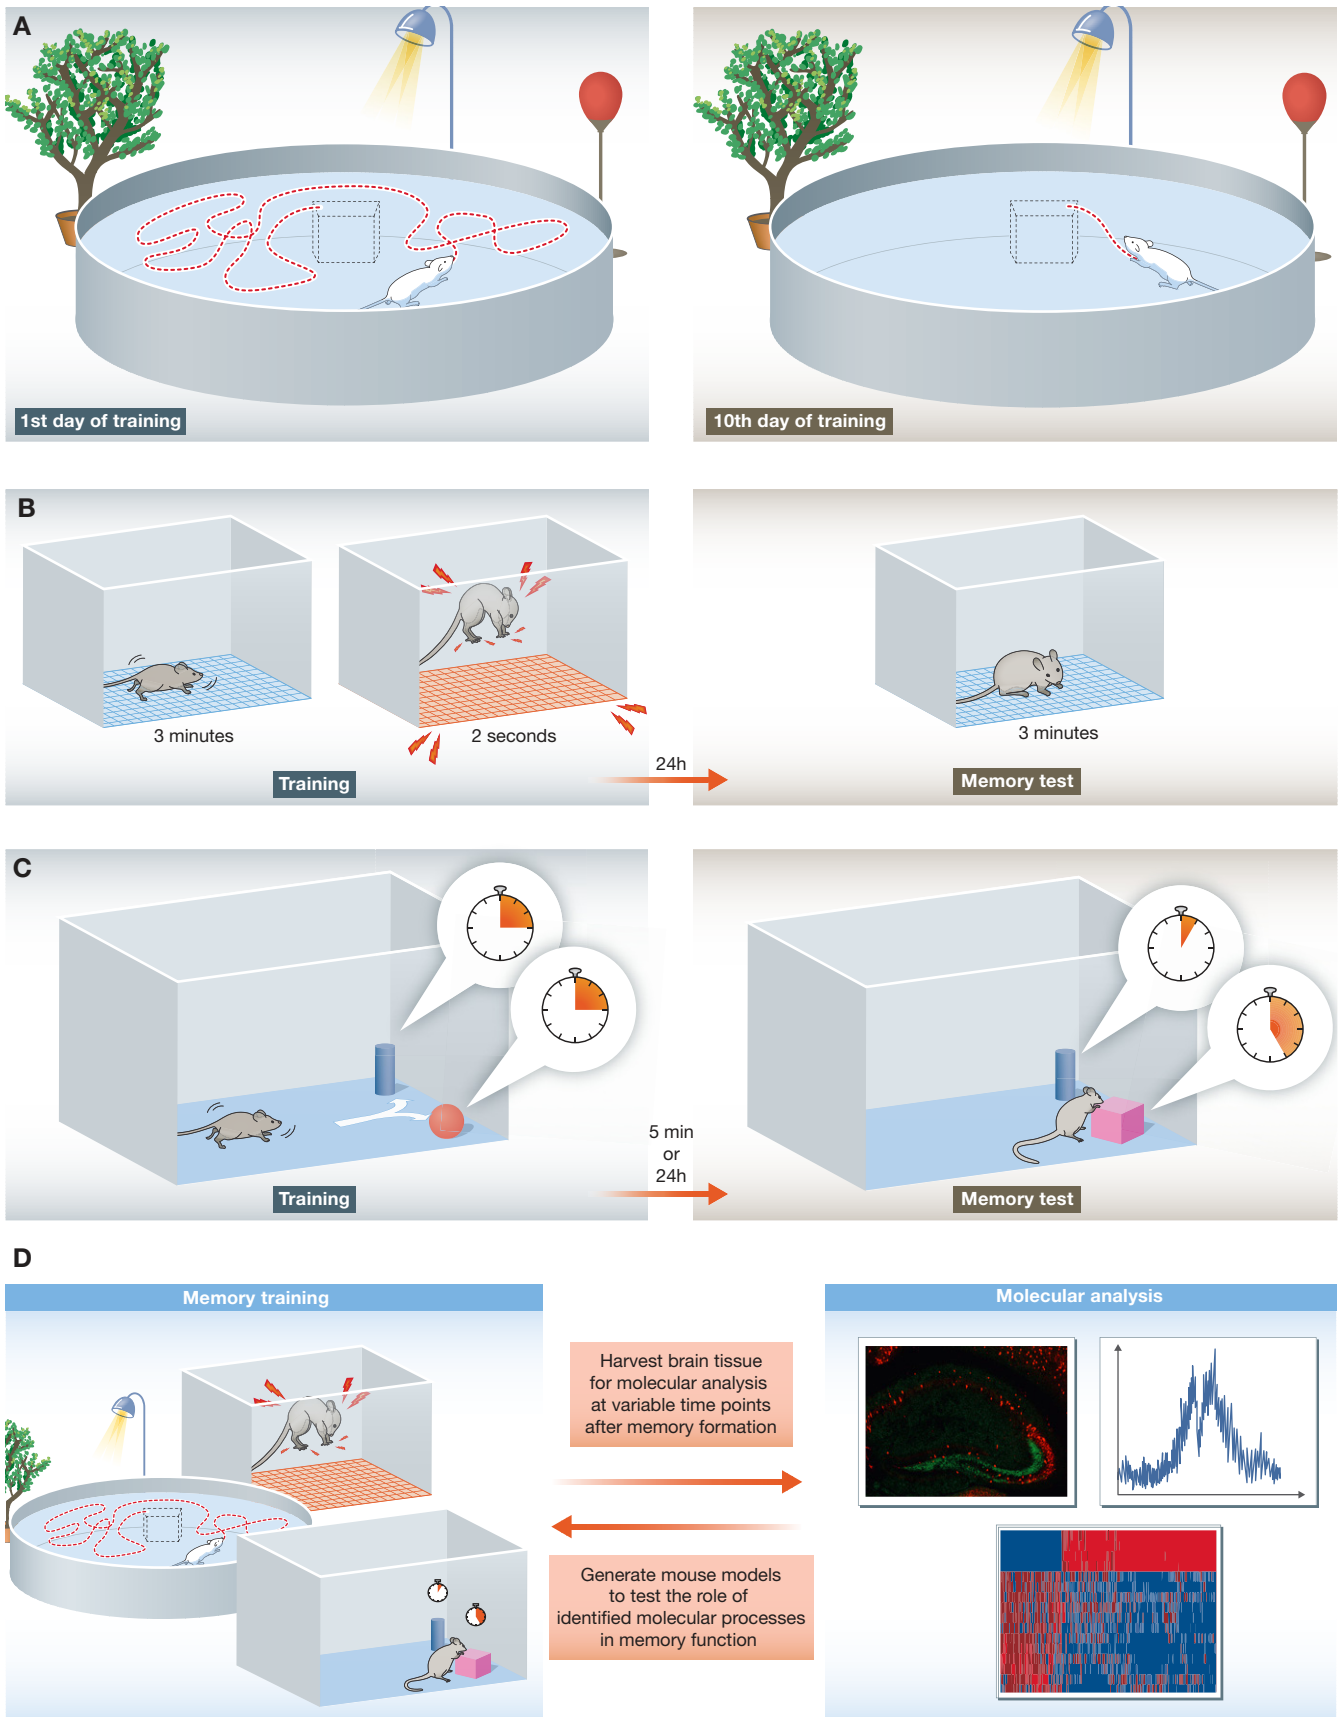 A
1st day of training
10th day of training
B
3 minutes
2 seconds
Training
24h
3 minutes
Memory test
C
Training
5 min
or
24h
Memory test
D
Memory training
Harvest brain tissue
for molecular analysis
at variable time points
after memory formation
Generate mouse models
to test the role of
identified molecular processes
in memory function
Molecular analysis